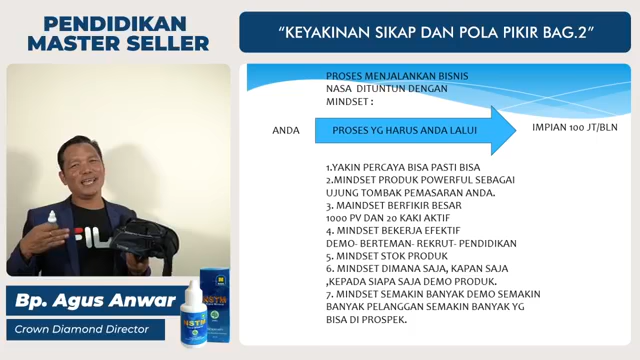 PENDIDIKAN
MASTER SELLER
“KEYAKINAN SIKAP DAN POLA PIKIR BAG.2”
PROSES MENJALANKAN BISNIS
NASA DITUNTUN DENGAN
MINDSET :
ANDA
PROSES YG HARUS ANDA LALUI
IMPIAN 100 JT/BLN
1.YAKIN PERCAYA BISA PASTI BISA
2.MINDSET PRODUK POWERFUL SEBAGAI
UJUNG TOMBAK PEMASARAN ANDA.
3. MAINDSET BERFIKIR BESAR
1000 PV DAN 20 KAKI AKTIF
4. MINDSET BEKERJA EFEKTIF
DEMO- BERTEMAN- REKRUT- PENDIDIKAN
5. MINDSET STOK PRODUK
6. MINDSET DIMANA SAJA, KAPAN SAJA
,KEPADA SIAPA SAJA DEMO PRODUK.
7. MINDSET SEMAKIN BANYAK DEMO SEMAKIN
BANYAK PELANGGAN SEMAKIN BANYAK YG
BISA DI PROSPEK.
FILA
Bp. Agus Anwar
Crown Diamond Director